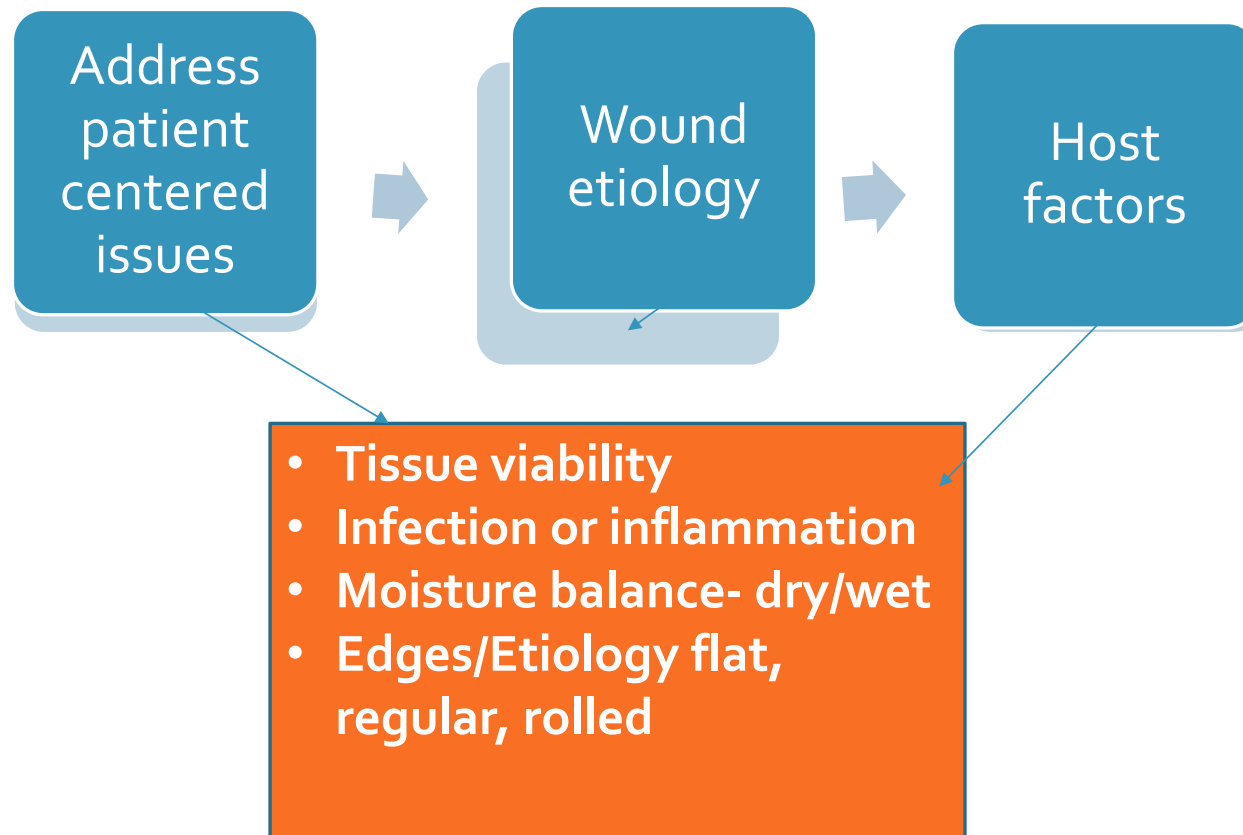 Address
patient
centered
issues
Wound
etiology
Host
factors
• Tissue viability
• Infection or inflammation
• Moisture balance- dry/wet
• Edges/Etiology flat,
regular, rolled